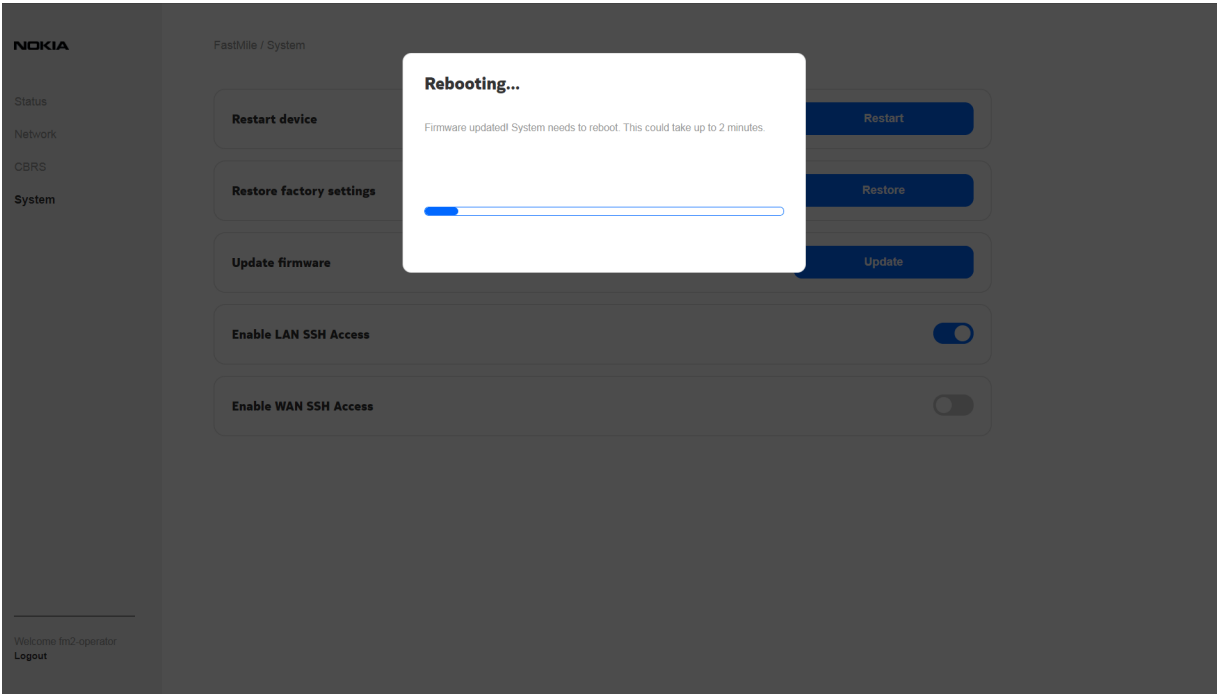 NOKIA
FastMile / System
Status
Network
CBRS
System
Rebooting...
Firmware updated! System needs to reboot. This could take up to 2 minutes.
Restart device
Restart
Restore factory settings
Restore
Update firmware
Update
Enable LAN SSH Access
Enable WAN SSH Access
Welcome fm2-operator
Logout